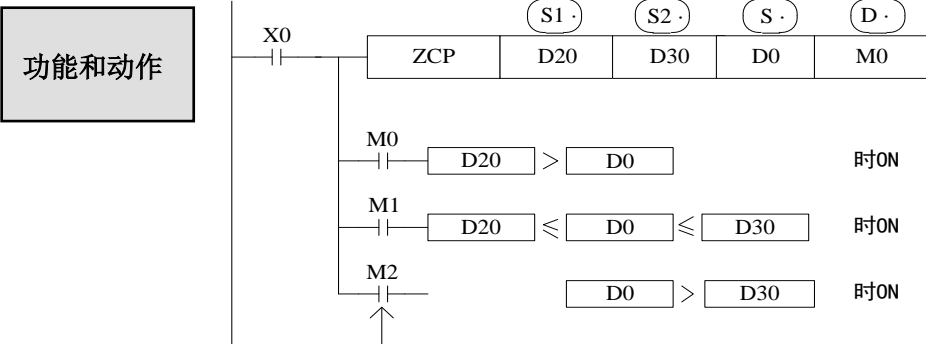 功能和动作
S1· S2· S· D·
X0
ZCP D20 D30 D0 M0
M0
D20 > D0 时ON
M1
D20 ≤ D0 ≤ D30 时ON
M2
D0 > D30 时ON